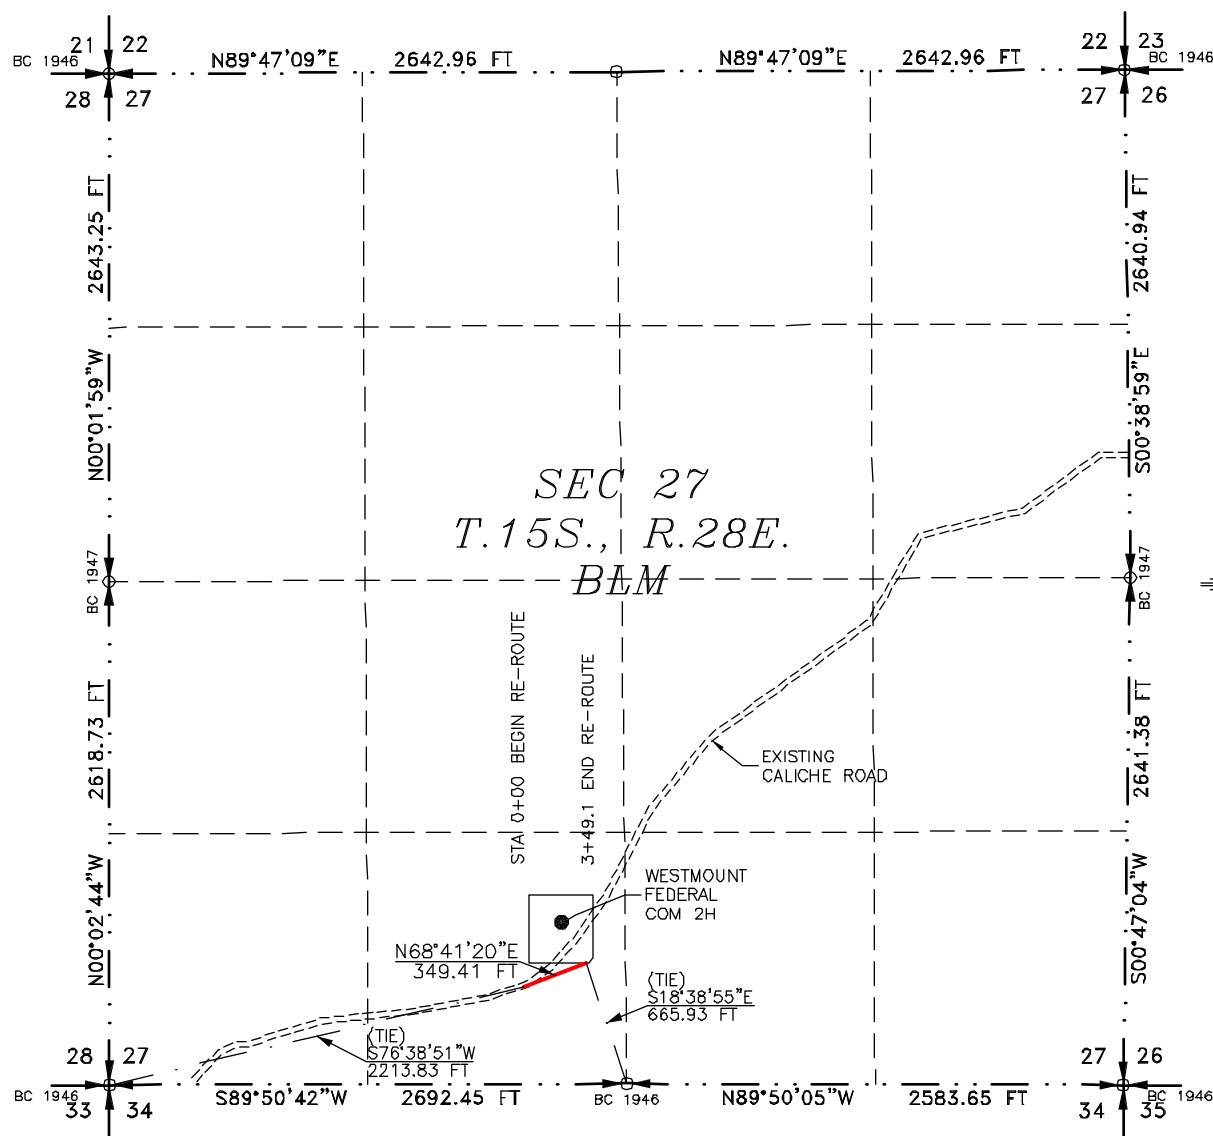 21 22
BC 1946
28 27
N89°47'09"E 2642.96 FT
N89°47'09"E 2642.96 FT
22 23
BC 1946
27 26
2643.25 FT
N00°01'59"W
2640.94 FT
S00°38'59"E
SEC 27
T.15S., R.28E.
BLM
BC 1947
BC 1947
STA 0+00 BEGIN RE-ROUTE
3+49.1 END RE-ROUTE
2618.73 FT
N00°02'44"W
2641.38 FT
S00°47'04"W
EXISTING
CALICHE ROAD
WESTMOUNT
FEDERAL
COM 2H
N68°41'20"E
349.41 FT
(TIE)
S18°38'55"E
665.93 FT
(TIE)
S76°38'51"W
2213.83 FT
28 27
BC 1946
33 34
S89°50'42"W 2692.45 FT
BC 1946
N89°50'05"W 2583.65 FT
27 26
BC 1946
34 35